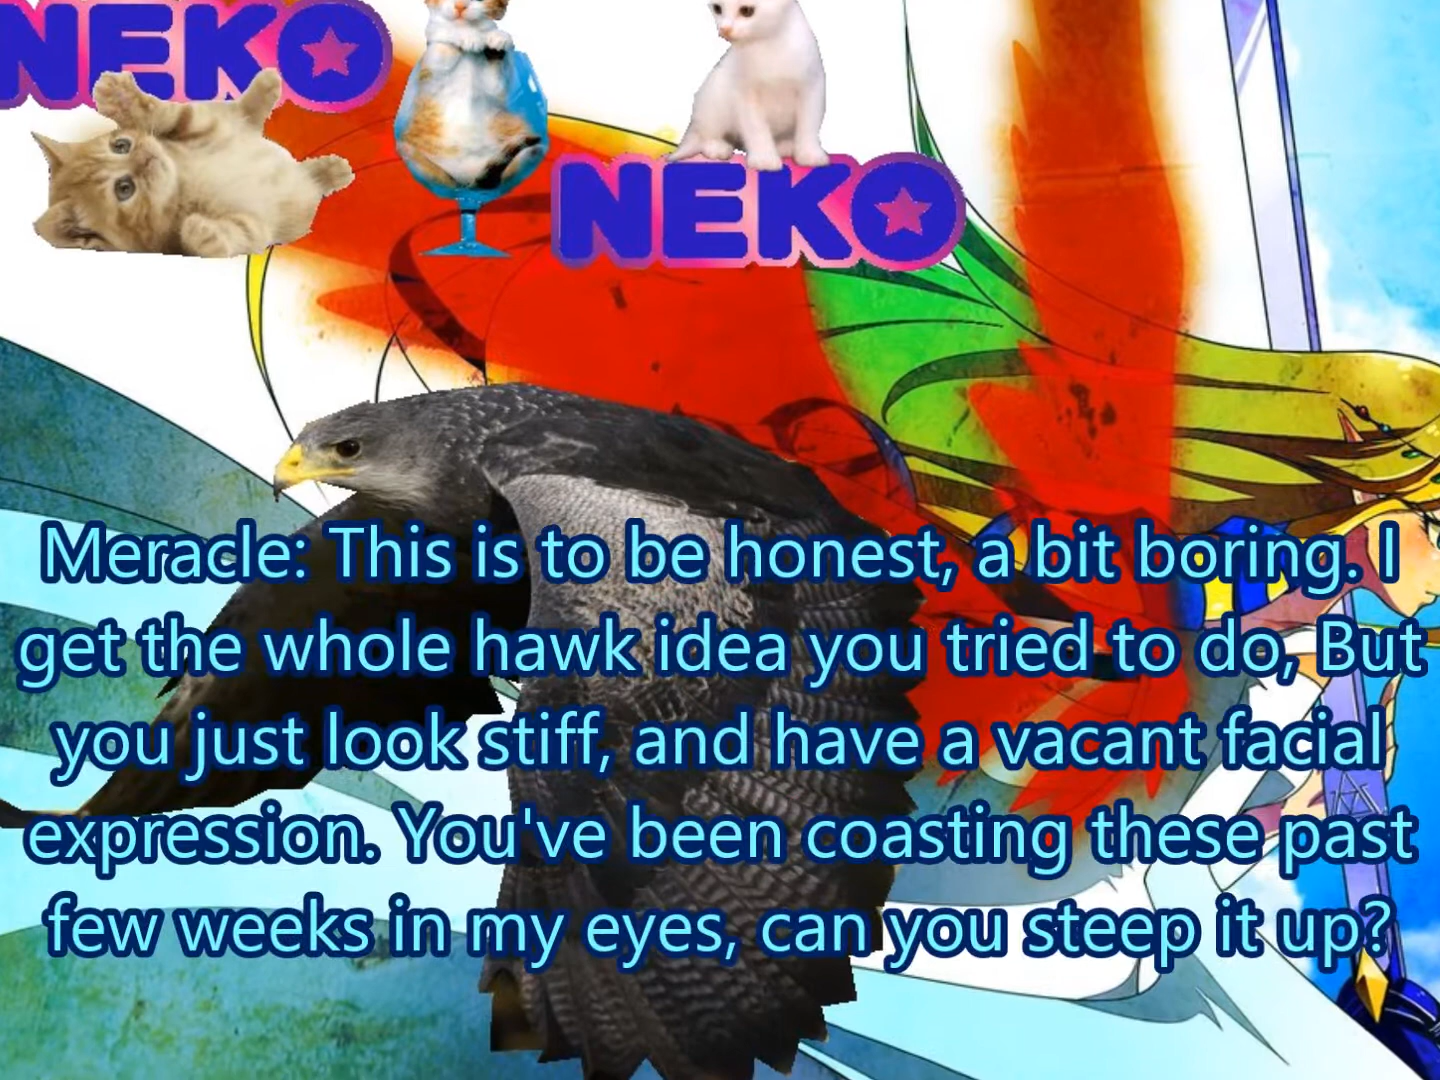 NEKO
NEKO
Meracle: This is to be honest, a bit boring. I
get the whole hawk idea you tried to do, But
you just look stiff, and have a vacant facial
expression. You've been coasting these past
few weeks in my eyes, can you steep it up?